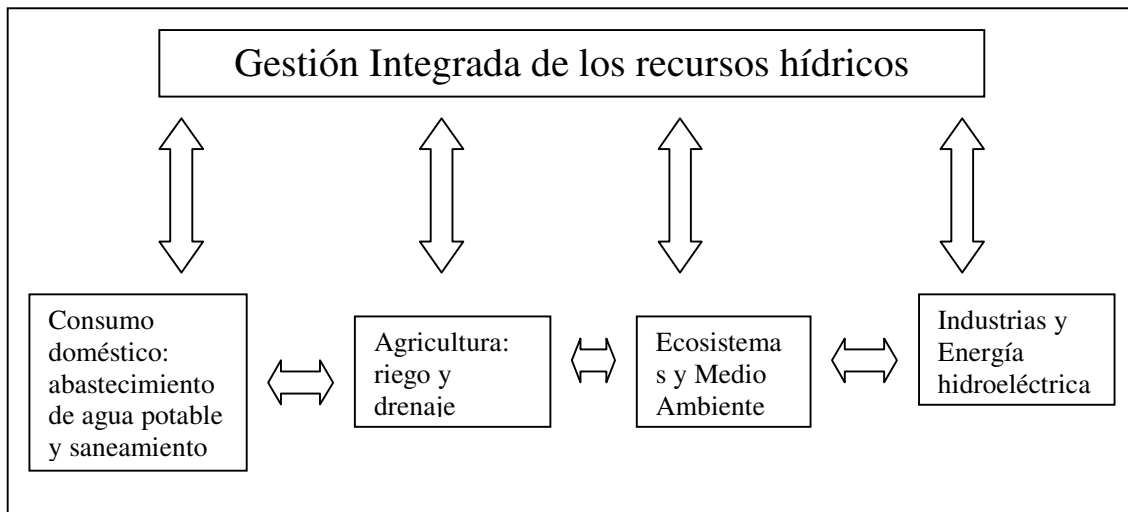 Gestión Integrada de los recursos hídricos
Consumo
doméstico:
abastecimiento
de agua potable
y saneamiento
Agricultura:
riego y
drenaje
Ecosistema
s y Medio
Ambiente
Industrias y
Energía
hidroeléctrica